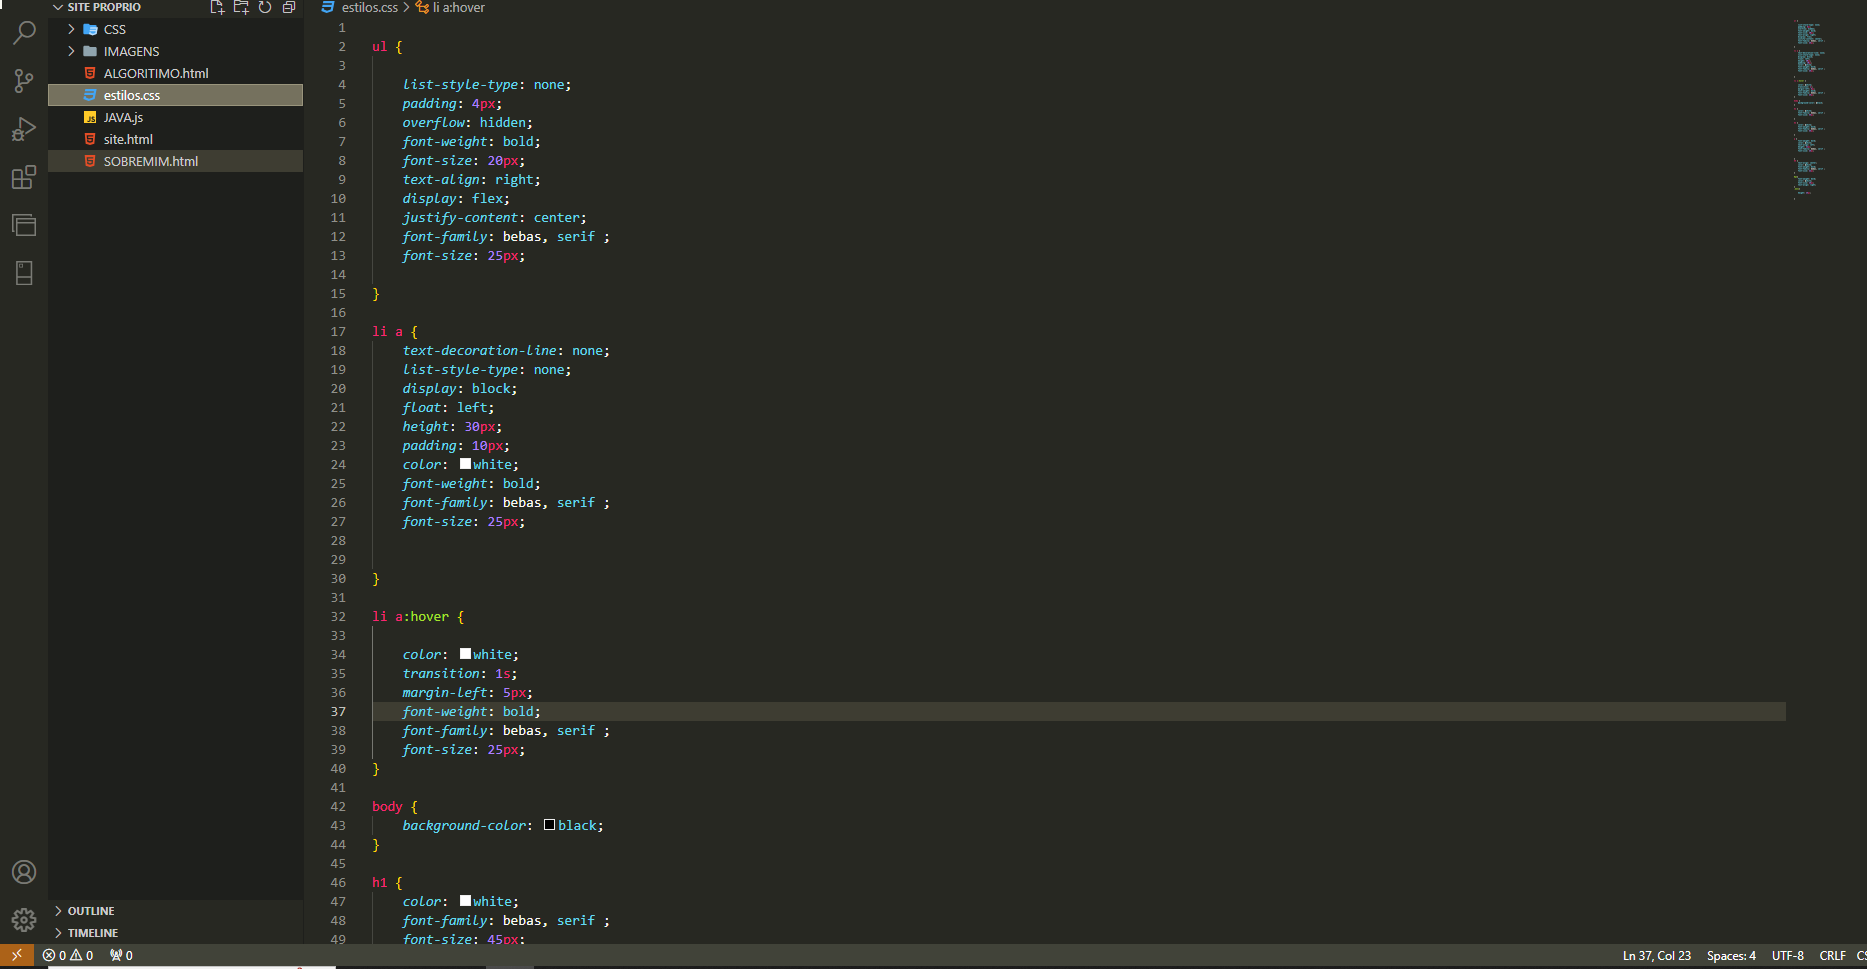 SITE PROPRIO
CSS
IMAGENS
ALGORITIMO.html
estilos.css
JAVA.js
site.html
SOBREMIM.html
OUTLINE
TIMELINE
estilos.css > li a:hover
1
2 ul {
3
4 list-style-type: none;
5 padding: 4px;
6 overflow: hidden;
7 font-weight: bold;
8 font-size: 20px;
9 text-align: right;
10 display: flex;
11 justify-content: center;
12 font-family: bebas, serif ;
13 font-size: 25px;
14
15 }
16
17 li a {
18 text-decoration-line: none;
19 list-style-type: none;
20 display: block;
21 float: left;
22 height: 30px;
23 padding: 10px;
24 color: white;
25 font-weight: bold;
26 font-family: bebas, serif ;
27 font-size: 25px;
28
29
30 }
31
32 li a:hover {
33
34 color: white;
35 transition: 1s;
36 margin-left: 5px;
37 font-weight: bold;
38 font-family: bebas, serif ;
39 font-size: 25px;
40 }
41
42 body {
43 background-color: black;
44 }
45
46 h1 {
47 color: white;
48 font-family: bebas, serif ;
49 font-size: 45px;
0 0 0 Ln 37, Col 23 Spaces: 4 UTF-8 CRLF